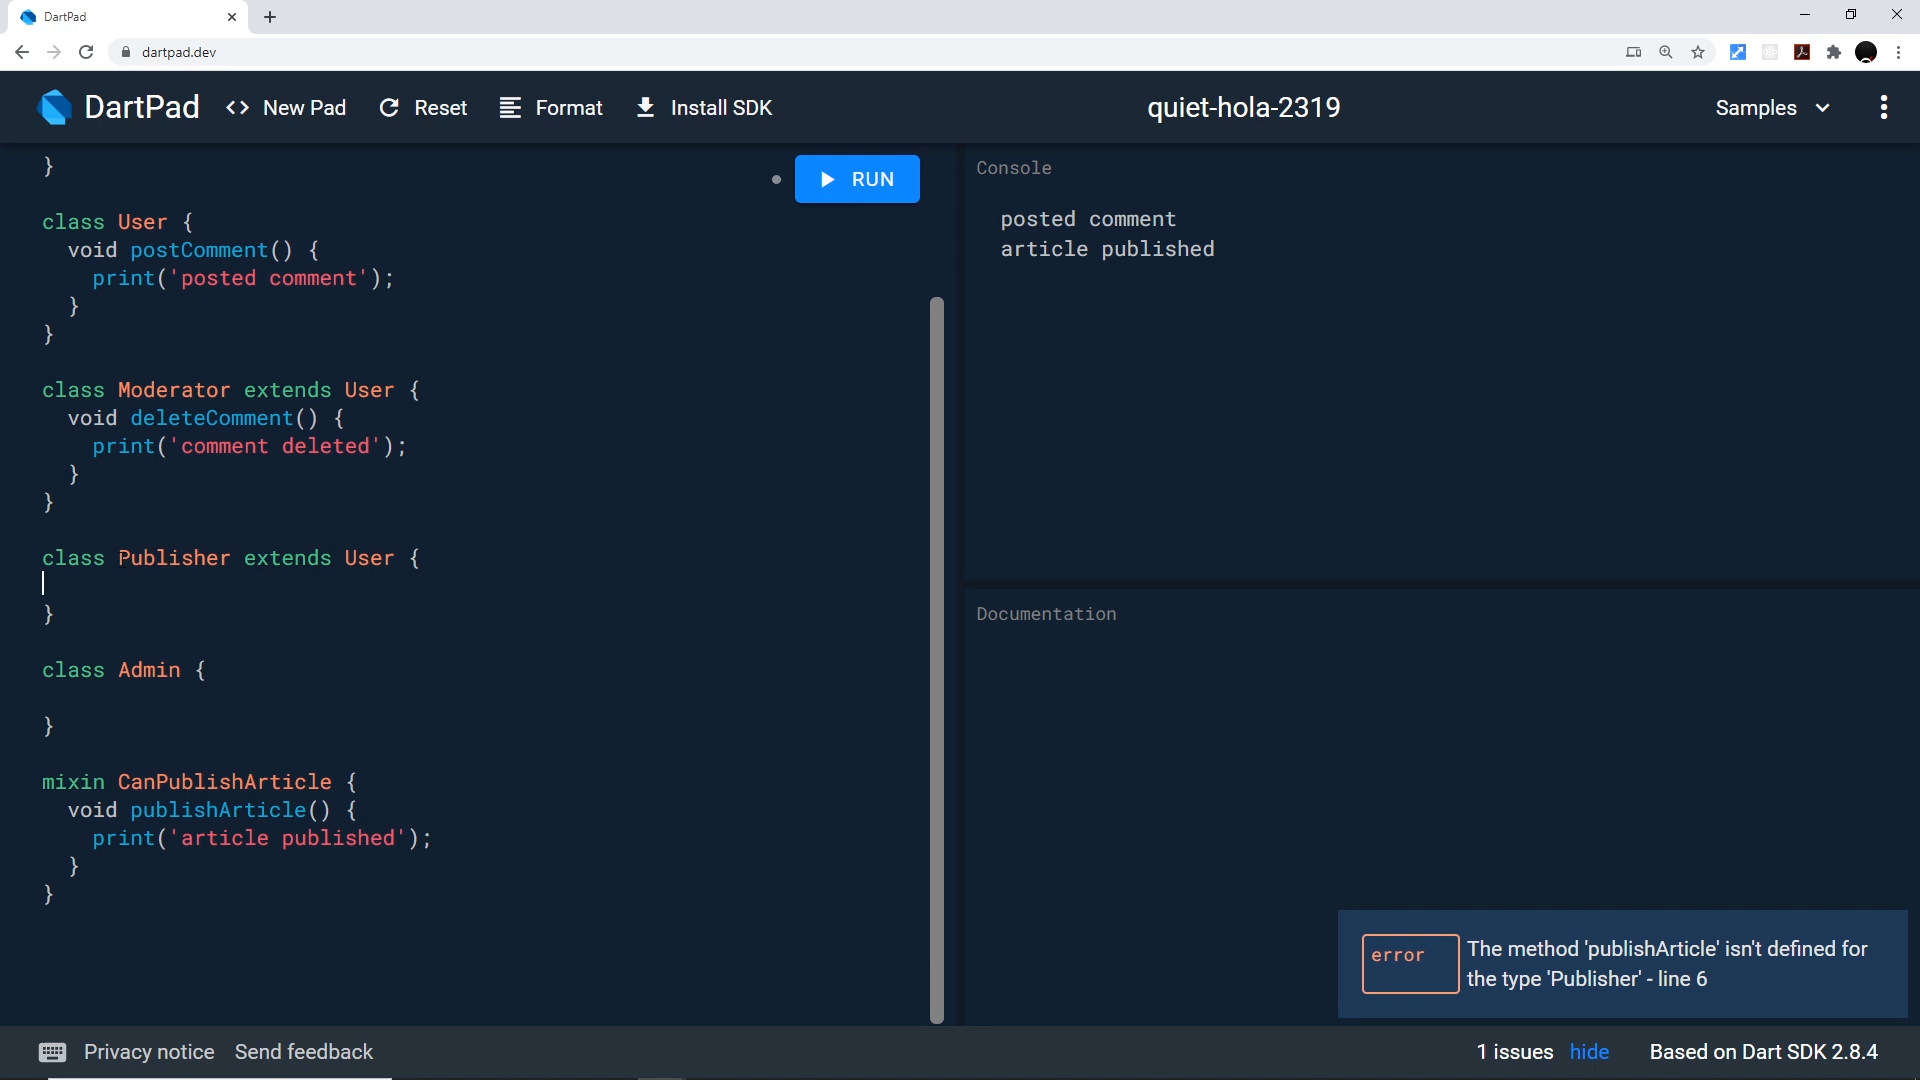 DartPad
dartpad.dev
DartPad
<> New Pad
Reset
Format
Install SDK
quiet-hola-2319
Samples
}
RUN
class User {
void postComment() {
print('posted comment');
}
}
class Moderator extends User {
void deleteComment() {
print('comment deleted');
}
}
class Publisher extends User {
}
class Admin {
}
mixin CanPublishArticle {
void publishArticle() {
print('article published');
}
}
Console
posted comment
article published
Documentation
error
The method 'publishArticle' isn't defined for
the type 'Publisher' - line 6
Privacy notice
Send feedback
1 issues
hide
Based on Dart SDK 2.8.4